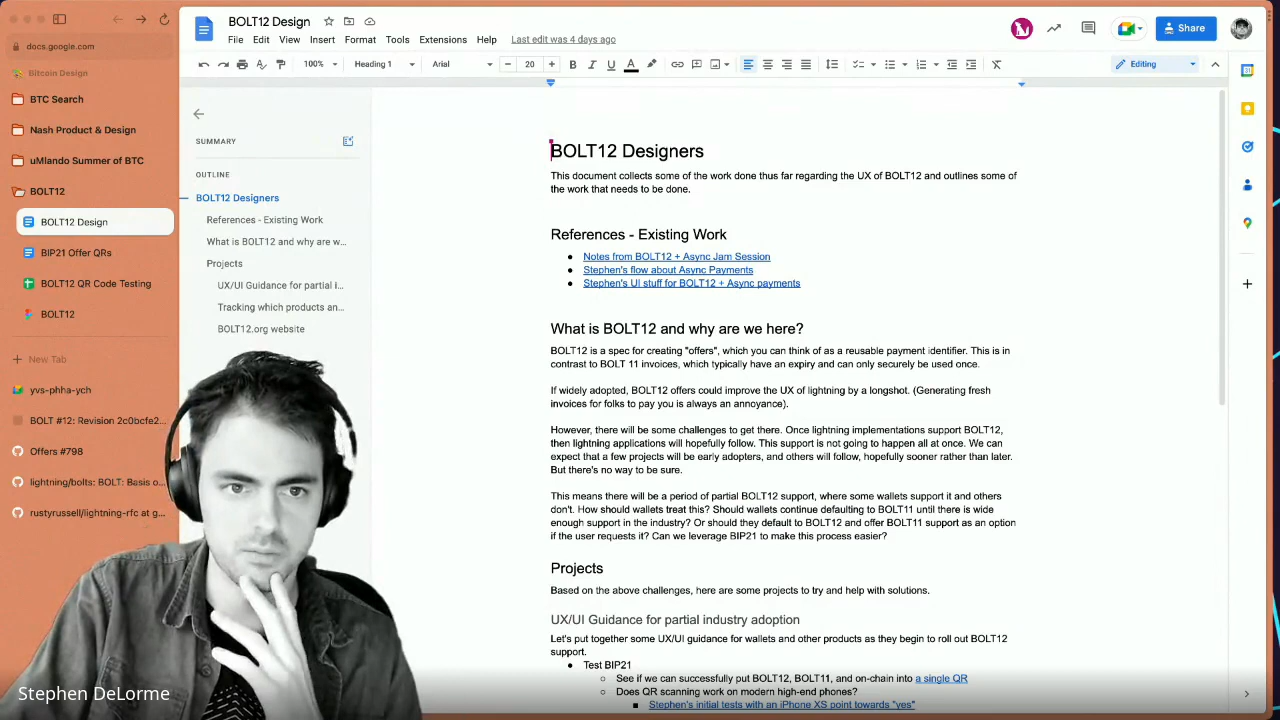 docs.google.com
Bitcoin Design
BTC Search
Nash Product & Design
uMlando Summer of BTC
BOLT12
BOLT12 Design
BIP21 Offer QRs
BOLT12 QR Code Testing
BOLT12
New Tab
yvs-phha-ych
BOLT #12: Revision 2c0bcfe2...
Offers #798
lightning/bolts: BOLT: Basis o...
rustyrussell/lightning-rfc at g...
BOLT12 Design
File Edit View Format Tools Extensions Help Last edit was 4 days ago
Share
100% Heading 1 Arial 20 Editing
SUMMARY
OUTLINE
BOLT12 Designers
References - Existing Work
What is BOLT12 and why are w...
Projects
UX/UI Guidance for partial i...
Tracking which products an...
BOLT12.org website
BOLT12 Designers
This document collects some of the work done thus far regarding the UX of BOLT12 and outlines some of
the work that needs to be done.
References - Existing Work
Notes from BOLT12 + Async Jam Session
Stephen's flow about Async Payments
Stephen's UI stuff for BOLT12 + Async payments
What is BOLT12 and why are we here?
BOLT12 is a spec for creating "offers", which you can think of as a reusable payment identifier. This is in
contrast to BOLT 11 invoices, which typically have an expiry and can only securely be used once.
If widely adopted, BOLT12 offers could improve the UX of lightning by a longshot. (Generating fresh
invoices for folks to pay you is always an annoyance).
However, there will be some challenges to get there. Once lightning implementations support BOLT12,
then lightning applications will hopefully follow. This support is not going to happen all at once. We can
expect that a few projects will be early adopters, and others will follow, hopefully sooner rather than later.
But there's no way to be sure.
This means there will be a period of partial BOLT12 support, where some wallets support it and others
don't. How should wallets treat this? Should wallets continue defaulting to BOLT11 until there is wide
enough support in the industry? Or should they default to BOLT12 and offer BOLT11 support as an option
if the user requests it? Can we leverage BIP21 to make this process easier?
Projects
Based on the above challenges, here are some projects to try and help with solutions.
UX/UI Guidance for partial industry adoption
Let's put together some UX/UI guidance for wallets and other products as they begin to roll out BOLT12
support.
Test BIP21
See if we can successfully put BOLT12, BOLT11, and on-chain into a single QR
Does QR scanning work on modern high-end phones?
Stephen's initial tests with an iPhone XS point towards "yes"
Stephen DeLorme